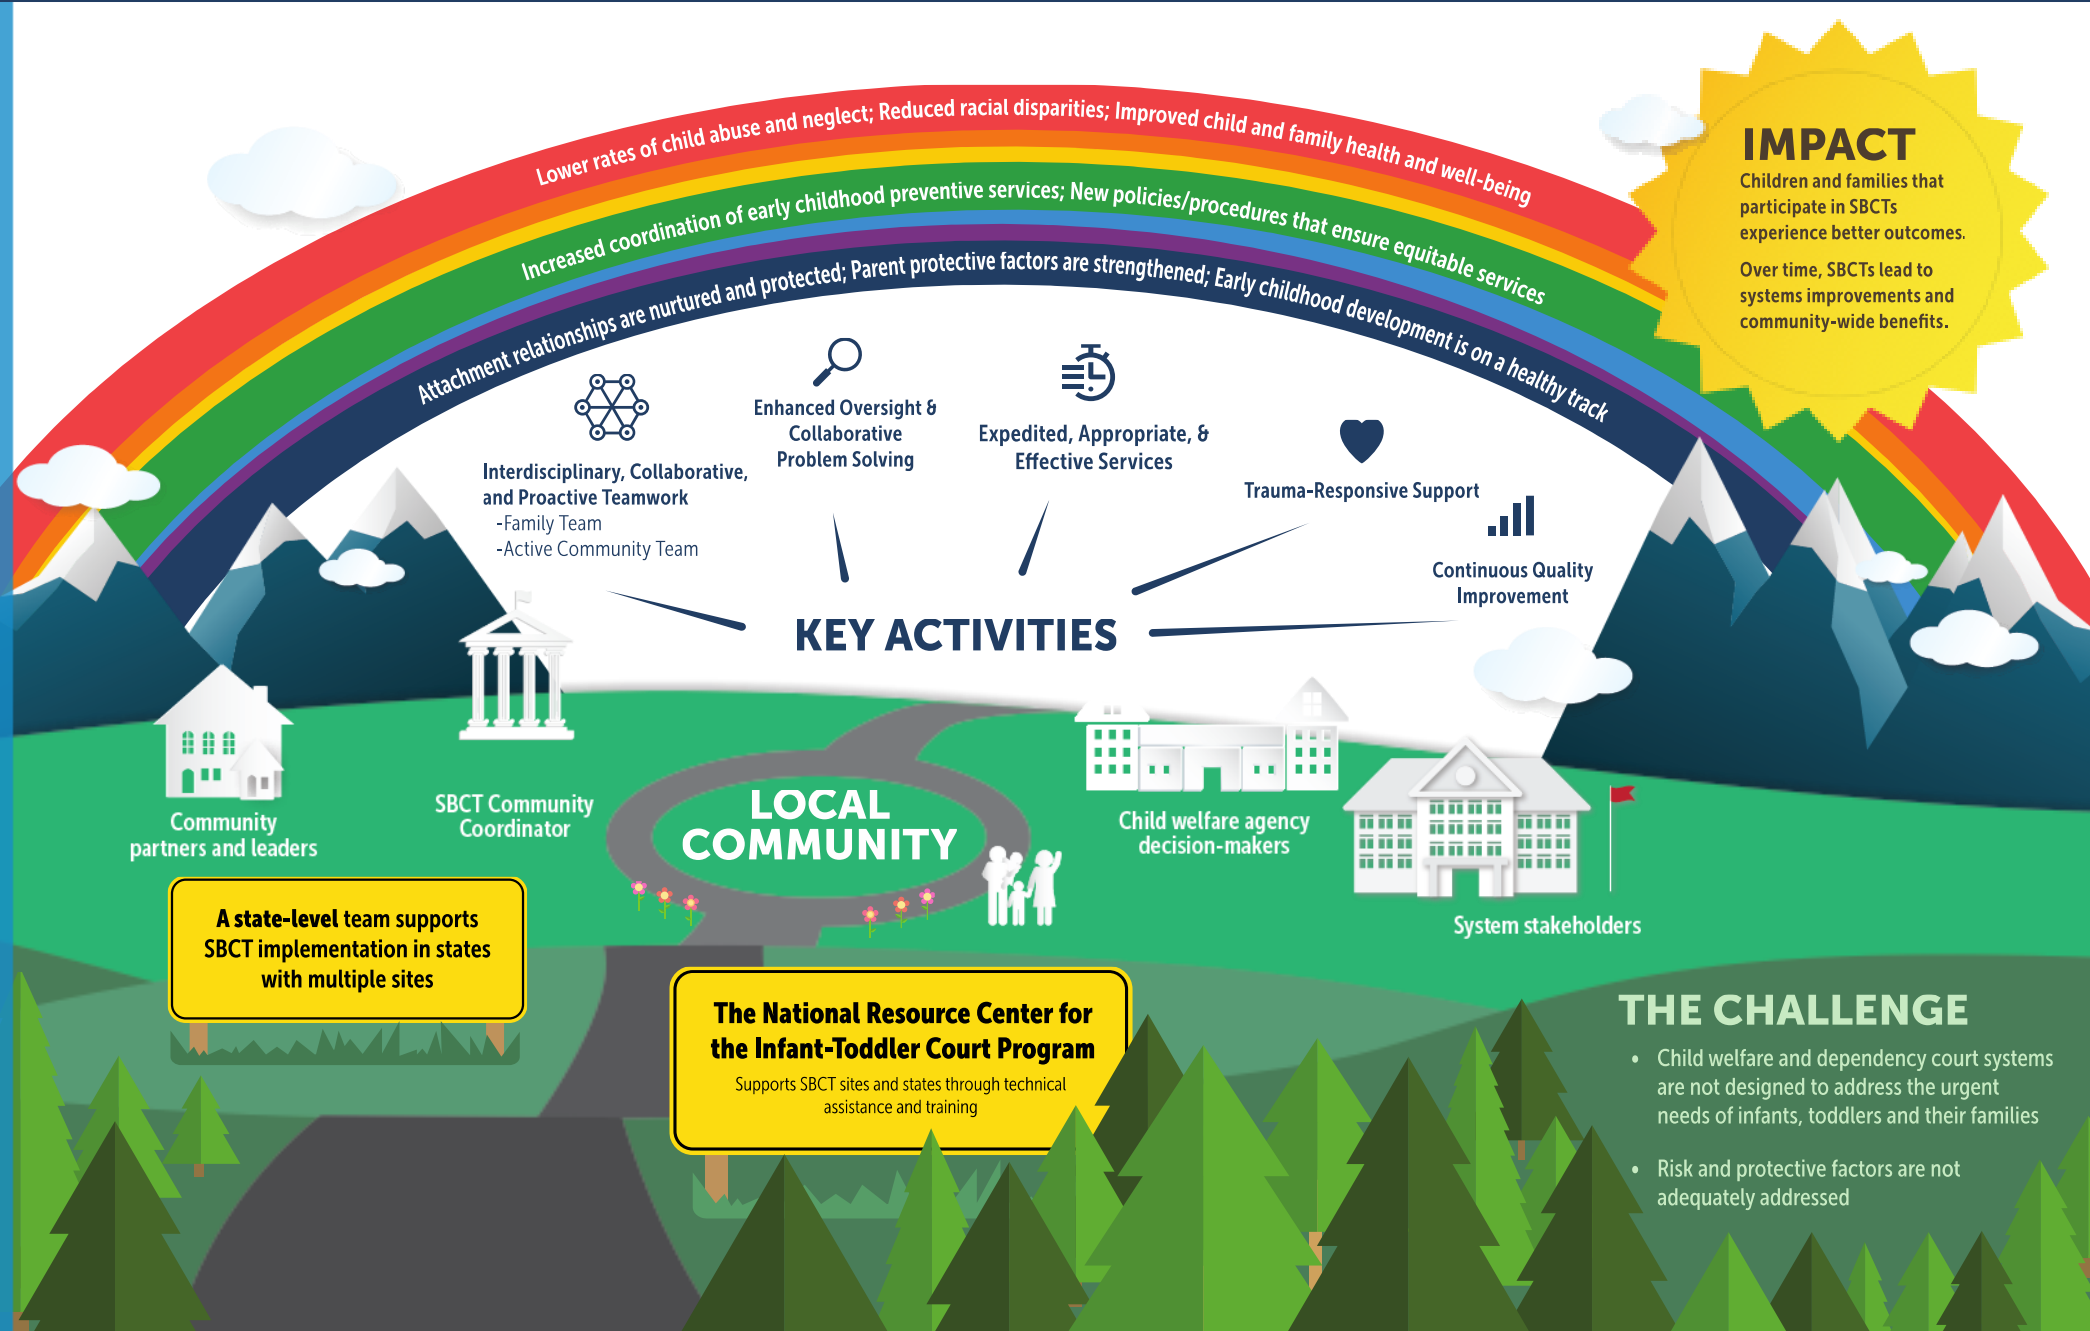 Lower rates of child abuse and neglect; Reduced racial disparities; Improved child and family health and well-being
Increased coordination of early childhood preventive services; New policies/procedures that ensure equitable services
Attachment relationships are nurtured and protected; Parent protective factors are strengthened; Early childhood development is on a healthy track
IMPACT
Children and families that
participate in SBCTs
experience better outcomes.
Over time, SBCTs lead to
systems improvements and
community-wide benefits.
Interdisciplinary, Collaborative,
and Proactive Teamwork
-Family Team
-Active Community Team
Enhanced Oversight &
Collaborative
Problem Solving
Expedited, Appropriate, &
Effective Services
Trauma-Responsive Support
Continuous Quality
Improvement
KEY ACTIVITIES
Community
partners and leaders
SBCT Community
Coordinator
LOCAL
COMMUNITY
Child welfare agency
decision-makers
System stakeholders
A state-level team supports
SBCT implementation in states
with multiple sites
The National Resource Center for
the Infant-Toddler Court Program
Supports SBCT sites and states through technical
assistance and training
THE CHALLENGE
• Child welfare and dependency court systems
are not designed to address the urgent
needs of infants, toddlers and their families
• Risk and protective factors are not
adequately addressed